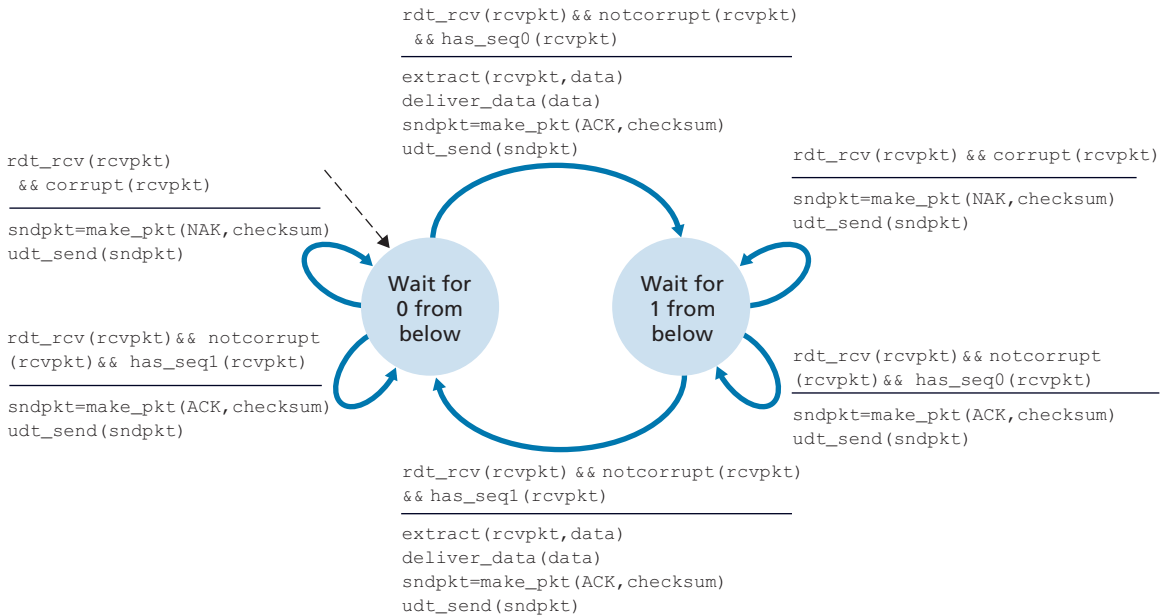 rdt_rcv(rcvpkt) && notcorrupt(rcvpkt)
&& has_seq0(rcvpkt)
extract(rcvpkt,data)
deliver_data(data)
sndpkt=make_pkt(ACK,checksum)
udt_send(sndpkt)
rdt_rcv(rcvpkt)
&& corrupt(rcvpkt)
sndpkt=make_pkt(NAK,checksum)
udt_send(sndpkt)
rdt_rcv(rcvpkt) && corrupt(rcvpkt)
sndpkt=make_pkt(NAK,checksum)
udt_send(sndpkt)
Wait for
0 from
below
Wait for
1 from
below
rdt_rcv(rcvpkt) && notcorrupt
(rcvpkt) && has_seq1(rcvpkt)
sndpkt=make_pkt(ACK,checksum)
udt_send(sndpkt)
rdt_rcv(rcvpkt) && notcorrupt
(rcvpkt) && has_seq0(rcvpkt)
sndpkt=make_pkt(ACK,checksum)
udt_send(sndpkt)
rdt_rcv(rcvpkt) && notcorrupt(rcvpkt)
&& has_seq1(rcvpkt)
extract(rcvpkt,data)
deliver_data(data)
sndpkt=make_pkt(ACK,checksum)
udt_send(sndpkt)